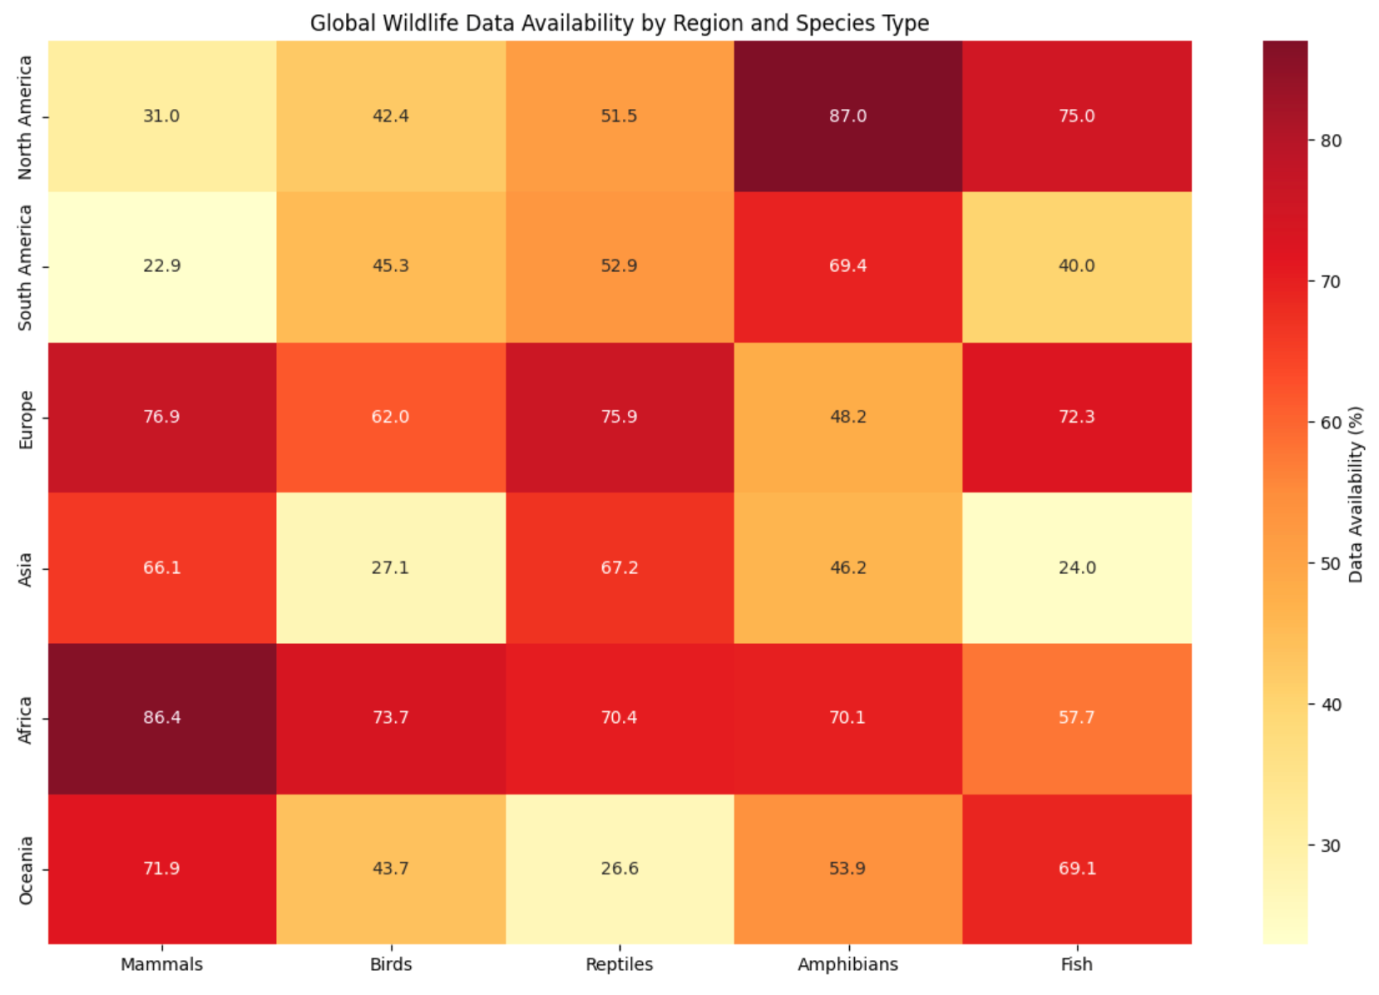 Global Wildlife Data Availability by Region and Species Type
North America 31.0 42.4 51.5 87.0 75.0
South America 22.9 45.3 52.9 69.4 40.0
Europe 76.9 62.0 75.9 48.2 72.3
Asia 66.1 27.1 67.2 46.2 24.0
Africa 86.4 73.7 70.4 70.1 57.7
Oceania 71.9 43.7 26.6 53.9 69.1
Mammals Birds Reptiles Amphibians Fish
80
70
60
50
40
30
Data Availability (%)